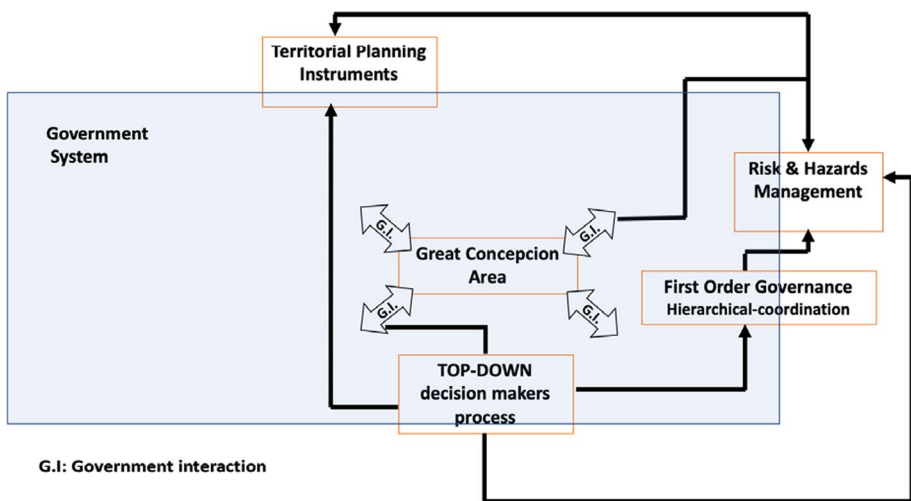 Territorial Planning
Instruments
Government
System
Risk & Hazards
Management
G.I.
G.I.
Great Concepcion
Area
First Order Governance
Hierarchical-coordination
G.I.
G.I.
TOP-DOWN
decision makers
process
G.I: Government interaction